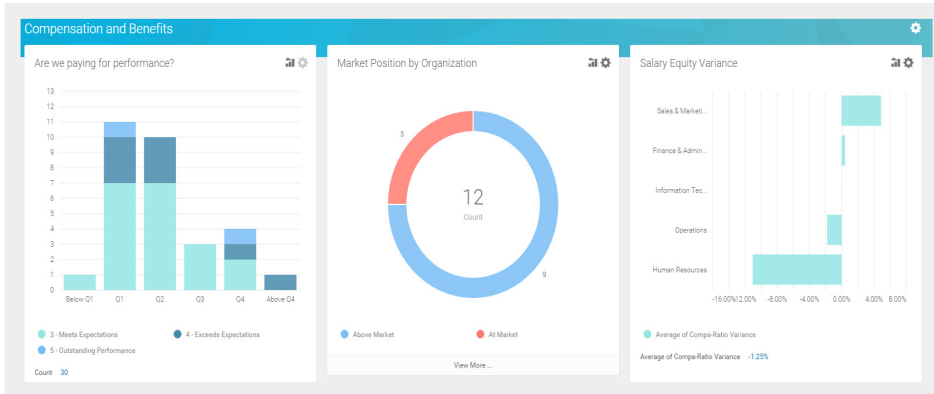 Compensation and Benefits
Are we paying for performance?
13
12
11
10
9
8
7
6
5
4
3
2
1
0
Below Q1 Q1 Q2 Q3 Q4 Above Q4
3 - Meets Expectations 4 - Exceeds Expectations
5 - Outstanding Performance
Count 30
Market Position by Organization
3
12
Count
9
Above Market At Market
View More ...
Salary Equity Variance
Sales & Marketi...
Finance & Admin...
Information Tec...
Operations
Human Resources
-16.00%12.00% -8.00% -4.00% 0.00% 4.00% 8.00%
Average of Compa-Ratio Variance
Average of Compa-Ratio Variance -1.25%